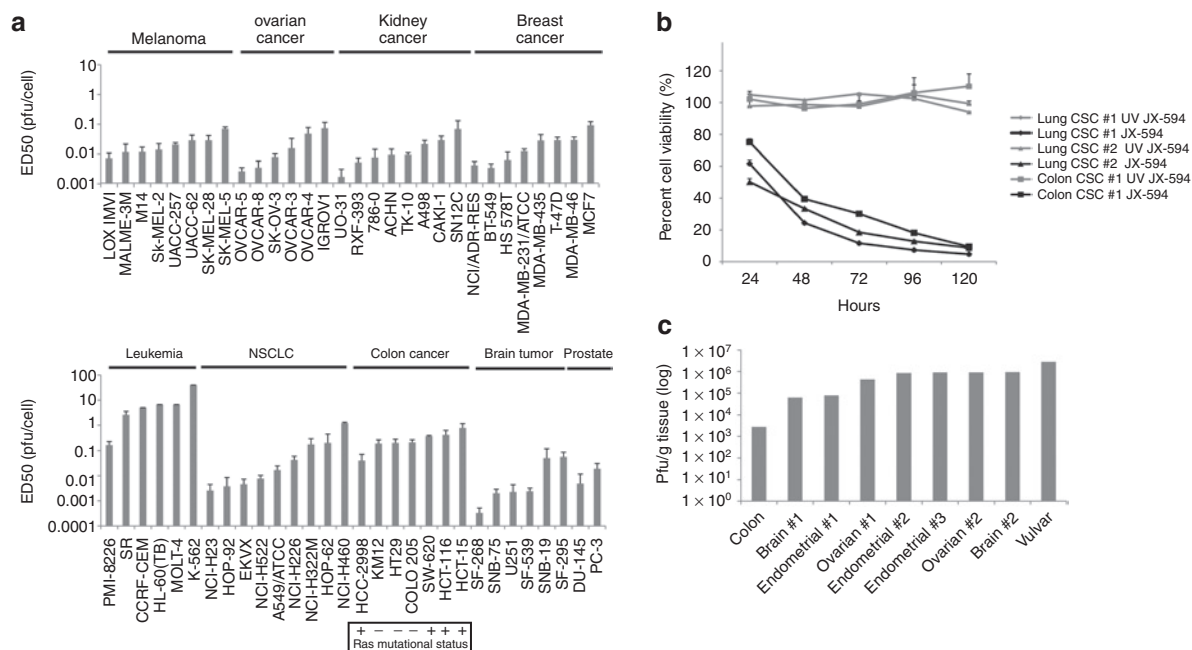 a
Melanoma
ovarian
cancer
Kidney
cancer
Breast
cancer
ED50 (pfu/cell)
10
1
0.1
0.01
0.001
LOX IMVI
MALME-3M
M14
SK-MEL-2
UACC-257
UACC-62
SK-MEL-28
SK-MEL-5
OVCAR-5
OVCAR-8
SK-OV-3
OVCAR-3
OVCAR-4
IGROV1
UO-31
RXF-393
786-0
ACHN
TK-10
A498
CAKI-1
SN12C
NCI/ADR-RES
BT-549
HS 578T
MDA-MB-231/ATCC
MDA-MB-435
T-47D
MDA-MB-46
MCF7
Leukemia
NSCLC
Colon cancer
Brain tumor
Prostate
ED50 (pfu/cell)
100
10
1
0.1
0.01
0.001
0.0001
PMI-8226
SR
CCRF-CEM
HL-60(TB)
MOLT-4
K-562
NCI-H23
HOP-92
EKVX
NCI-H522
A549/ATCC
NCI-H226
NCI-H322M
HOP-62
NCI-H460
HCC-2998
KM12
HT29
COLO 205
SW-620
HCT-116
HCT-15
SF-268
SNB-75
U251
SF-539
SNB-19
SF-295
DU-145
PC-3
+ − − − + + +
Ras mutational status
b
Percent cell viability (%)
120
100
80
60
40
20
0
24 48 72 96 120
Hours
Lung CSC #1 UV JX-594
Lung CSC #1 JX-594
Lung CSC #2 UV JX-594
Lung CSC #2 JX-594
Colon CSC #1 UV JX-594
Colon CSC #1 JX-594
c
Pfu/g tissue (log)
1 × 10⁷
1 × 10⁶
1 × 10⁵
1 × 10⁴
1 × 10³
1 × 10²
1 × 10¹
1 × 10⁰
Colon
Brain #1
Endometrial #1
Ovarian #1
Endometrial #2
Endometrial #3
Ovarian #2
Brain #2
Vulvar